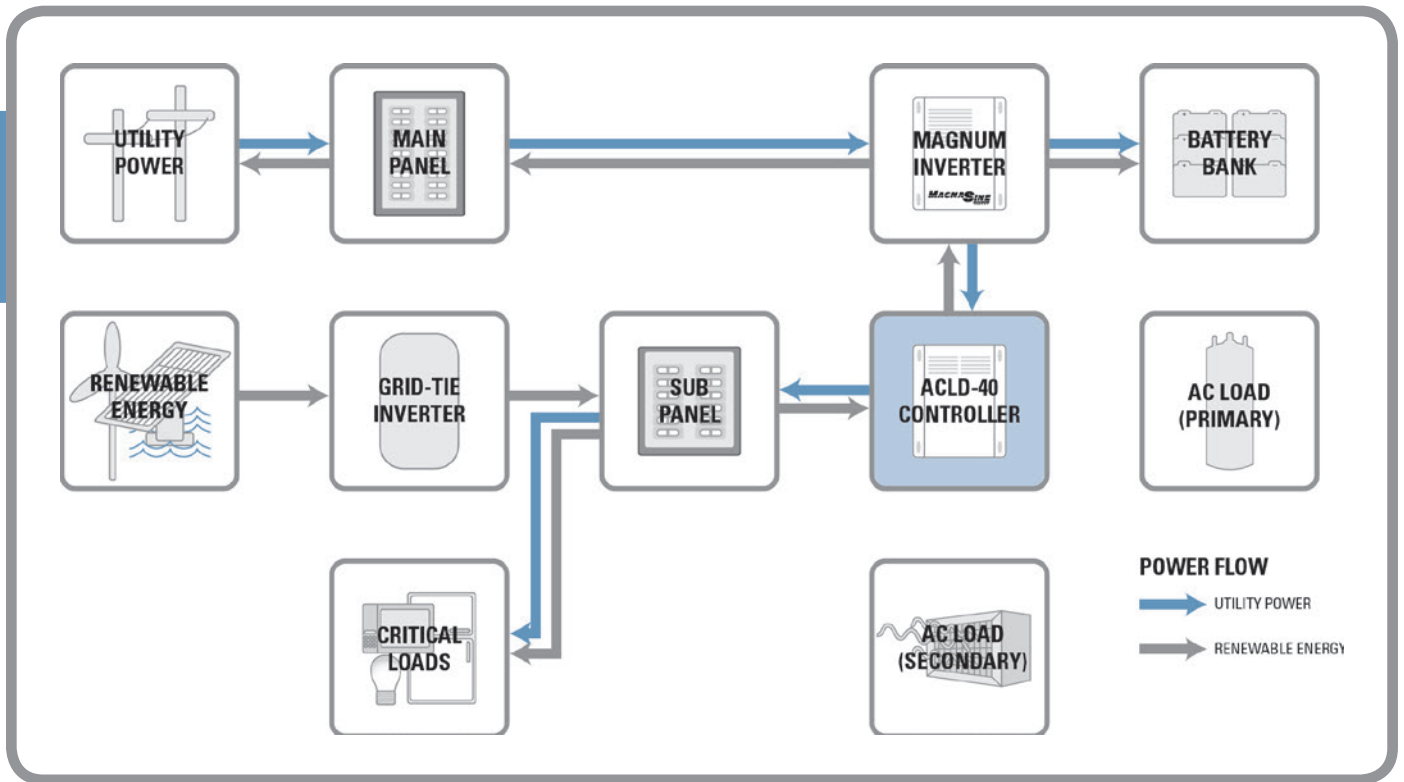 UTILITY
POWER
MAIN
PANEL
MAGNUM
INVERTER
MAGNASINE
BATTERY
BANK
RENEWABLE
ENERGY
GRID-TIE
INVERTER
SUB
PANEL
ACLD-40
CONTROLLER
AC LOAD
(PRIMARY)
CRITICAL
LOADS
AC LOAD
(SECONDARY)
POWER FLOW
UTILITY POWER
RENEWABLE ENERGY